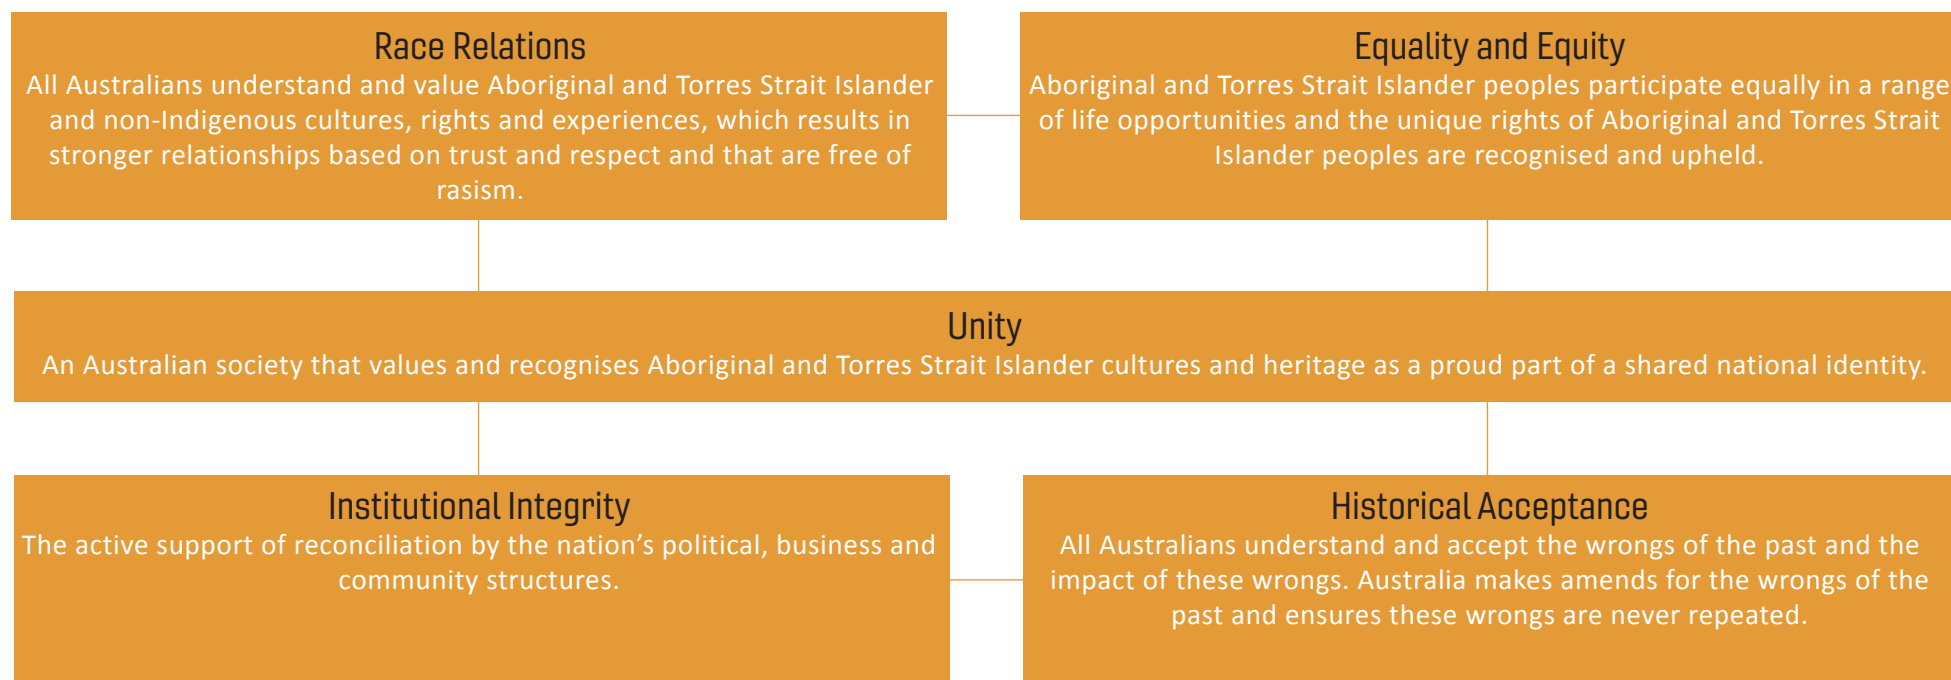 Race Relations
All Australians understand and value Aboriginal and Torres Strait Islander
and non-Indigenous cultures, rights and experiences, which results in
stronger relationships based on trust and respect and that are free of
rasism.
Equality and Equity
Aboriginal and Torres Strait Islander peoples participate equally in a range
of life opportunities and the unique rights of Aboriginal and Torres Strait
Islander peoples are recognised and upheld.
Unity
An Australian society that values and recognises Aboriginal and Torres Strait Islander cultures and heritage as a proud part of a shared national identity.
Institutional Integrity
The active support of reconciliation by the nation’s political, business and
community structures.
Historical Acceptance
All Australians understand and accept the wrongs of the past and the
impact of these wrongs. Australia makes amends for the wrongs of the
past and ensures these wrongs are never repeated.